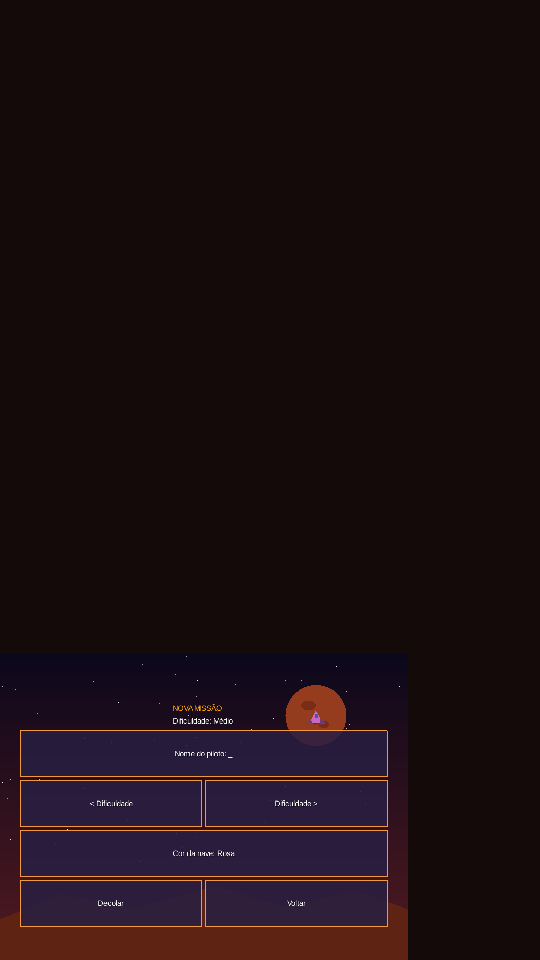 NOVA MISSÃO
Dificuldade: Médio
Nome do piloto: _
< Dificuldade
Dificuldade >
Cor da nave: Rosa
Decolar
Voltar